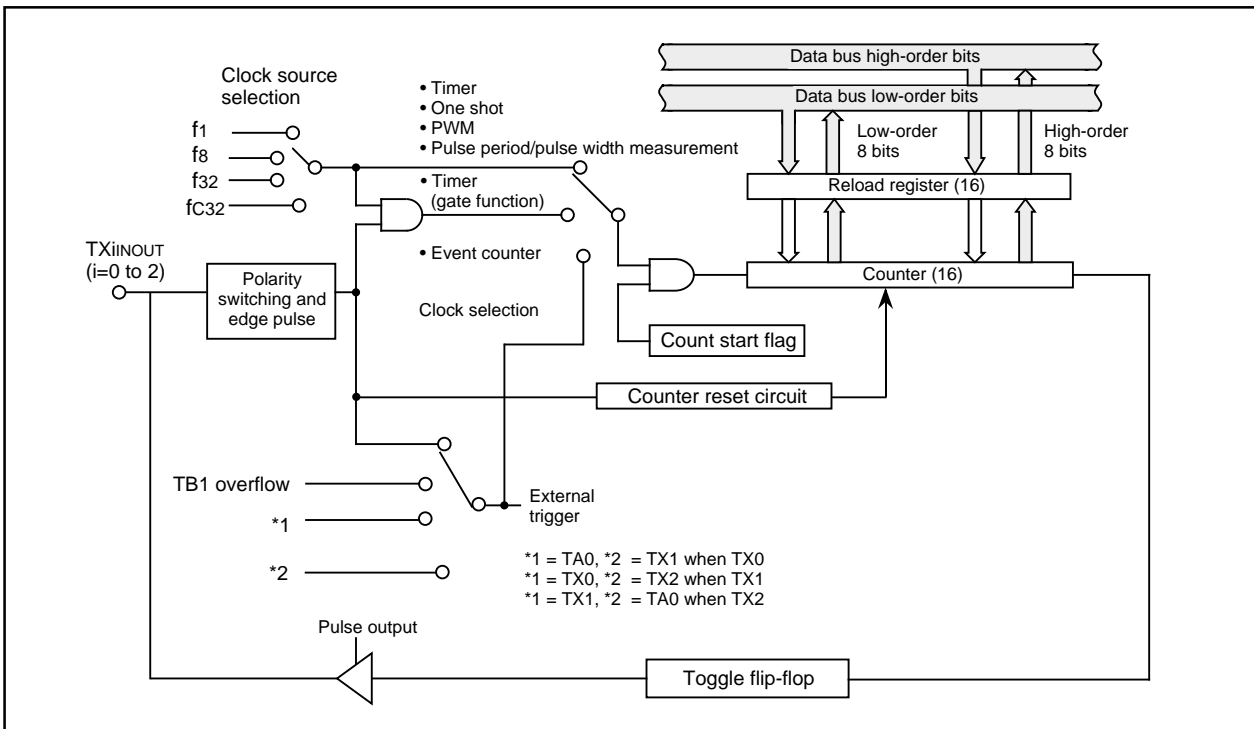 Data bus high-order bits
Data bus low-order bits
Clock source
selection
f1
f8
f32
fC32
• Timer
• One shot
• PWM
• Pulse period/pulse width measurement
• Timer
(gate function)
• Event counter
Clock selection
Low-order
8 bits
High-order
8 bits
Reload register (16)
Counter (16)
TXiINOUT
(i=0 to 2)
Polarity
switching and
edge pulse
Count start flag
Counter reset circuit
TB1 overflow
*1
*2
External
trigger
*1 = TA0, *2 = TX1 when TX0
*1 = TX0, *2 = TX2 when TX1
*1 = TX1, *2 = TA0 when TX2
Pulse output
Toggle flip-flop